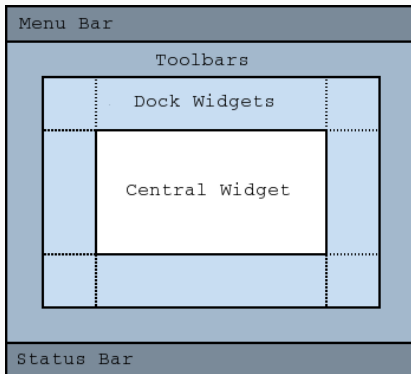 Menu Bar
Toolbars
Dock Widgets
Central Widget
Status Bar